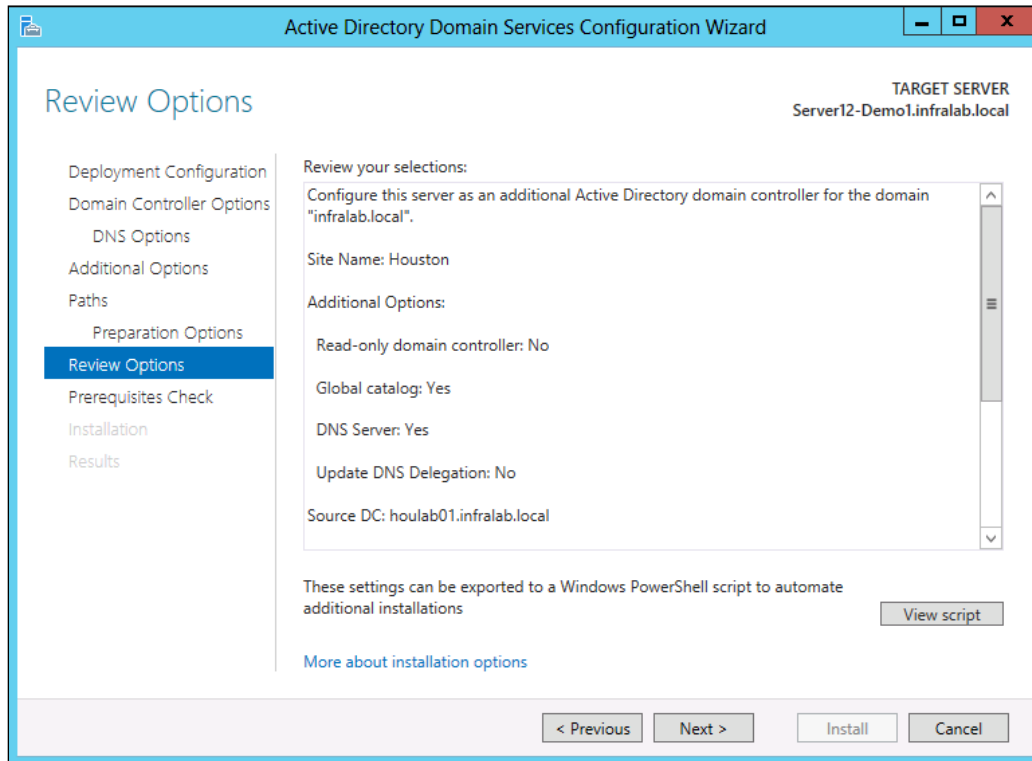 Active Directory Domain Services Configuration Wizard
Review Options
TARGET SERVER
Server12-Demo1.infralab.local
Deployment Configuration
Domain Controller Options
DNS Options
Additional Options
Paths
Preparation Options
Review Options
Prerequisites Check
Installation
Results
Review your selections:
Configure this server as an additional Active Directory domain controller for the domain
"infralab.local".
Site Name: Houston
Additional Options:
Read-only domain controller: No
Global catalog: Yes
DNS Server: Yes
Update DNS Delegation: No
Source DC: houlab01.infralab.local
These settings can be exported to a Windows PowerShell script to automate
additional installations
View script
More about installation options
< Previous
Next >
Install
Cancel